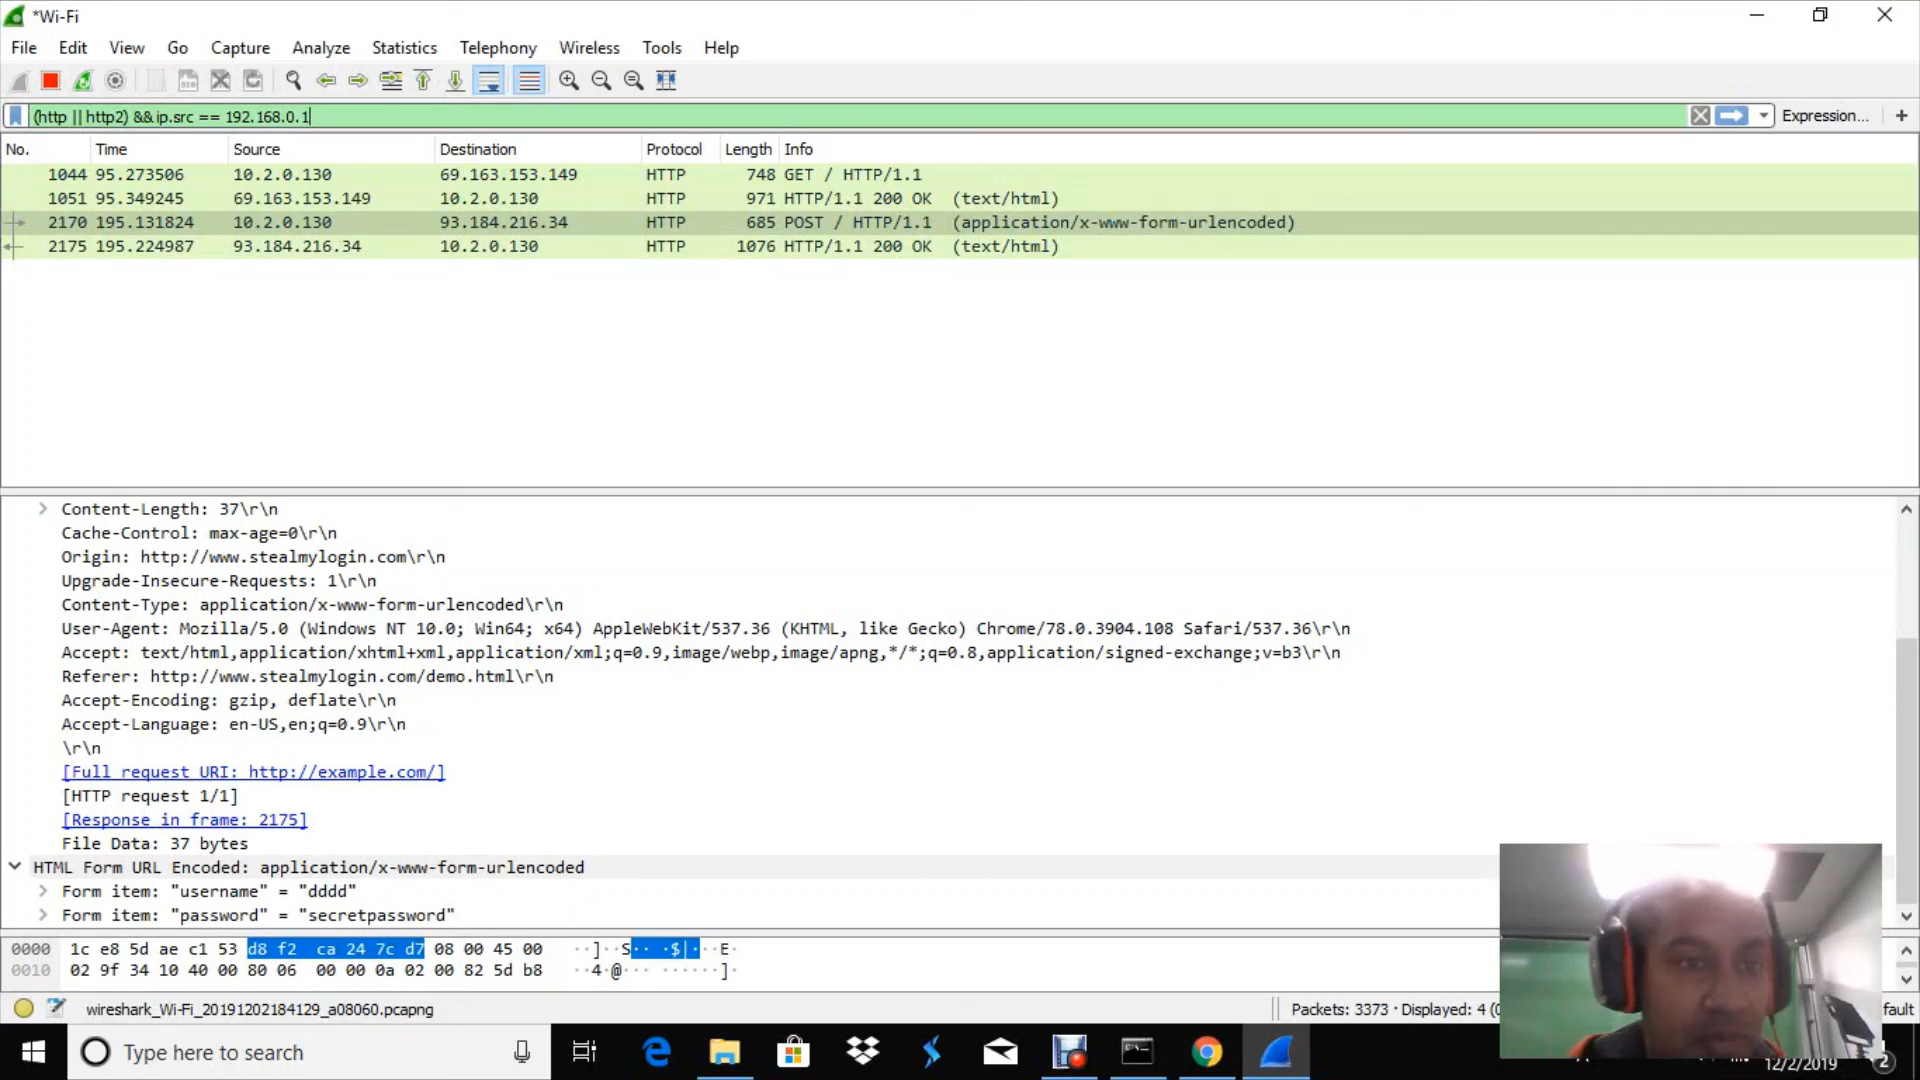 *Wi-Fi
File Edit View Go Capture Analyze Statistics Telephony Wireless Tools Help
(http || http2) && ip.src == 192.168.0.1
Expression... +
No. Time Source Destination Protocol Length Info
1044 95.273506 10.2.0.130 69.163.153.149 HTTP 748 GET / HTTP/1.1
1051 95.349245 69.163.153.149 10.2.0.130 HTTP 971 HTTP/1.1 200 OK (text/html)
2170 195.131824 10.2.0.130 93.184.216.34 HTTP 685 POST / HTTP/1.1 (application/x-www-form-urlencoded)
2175 195.224987 93.184.216.34 10.2.0.130 HTTP 1076 HTTP/1.1 200 OK (text/html)
Content-Length: 37\r\n
Cache-Control: max-age=0\r\n
Origin: http://www.stealmylogin.com\r\n
Upgrade-Insecure-Requests: 1\r\n
Content-Type: application/x-www-form-urlencoded\r\n
User-Agent: Mozilla/5.0 (Windows NT 10.0; Win64; x64) AppleWebKit/537.36 (KHTML, like Gecko) Chrome/78.0.3904.108 Safari/537.36\r\n
Accept: text/html,application/xhtml+xml,application/xml;q=0.9,image/webp,image/apng,*/*;q=0.8,application/signed-exchange;v=b3\r\n
Referer: http://www.stealmylogin.com/demo.html\r\n
Accept-Encoding: gzip, deflate\r\n
Accept-Language: en-US,en;q=0.9\r\n
\r\n
[Full request URI: http://example.com/]
[HTTP request 1/1]
[Response in frame: 2175]
File Data: 37 bytes
HTML Form URL Encoded: application/x-www-form-urlencoded
Form item: "username" = "dddd"
Form item: "password" = "secretpassword"
0000 1c e8 5d ae c1 53 d8 f2 ca 24 7c d7 08 00 45 00 ··]··S·· ·$|···E·
0010 02 9f 34 10 40 00 80 06 00 00 0a 02 00 82 5d b8 ··4·@··· ······]·
wireshark_Wi-Fi_20191202184129_a08060.pcapng
Packets: 3373 · Displayed: 4 (0
fault
Type here to search
12/2/2019
2